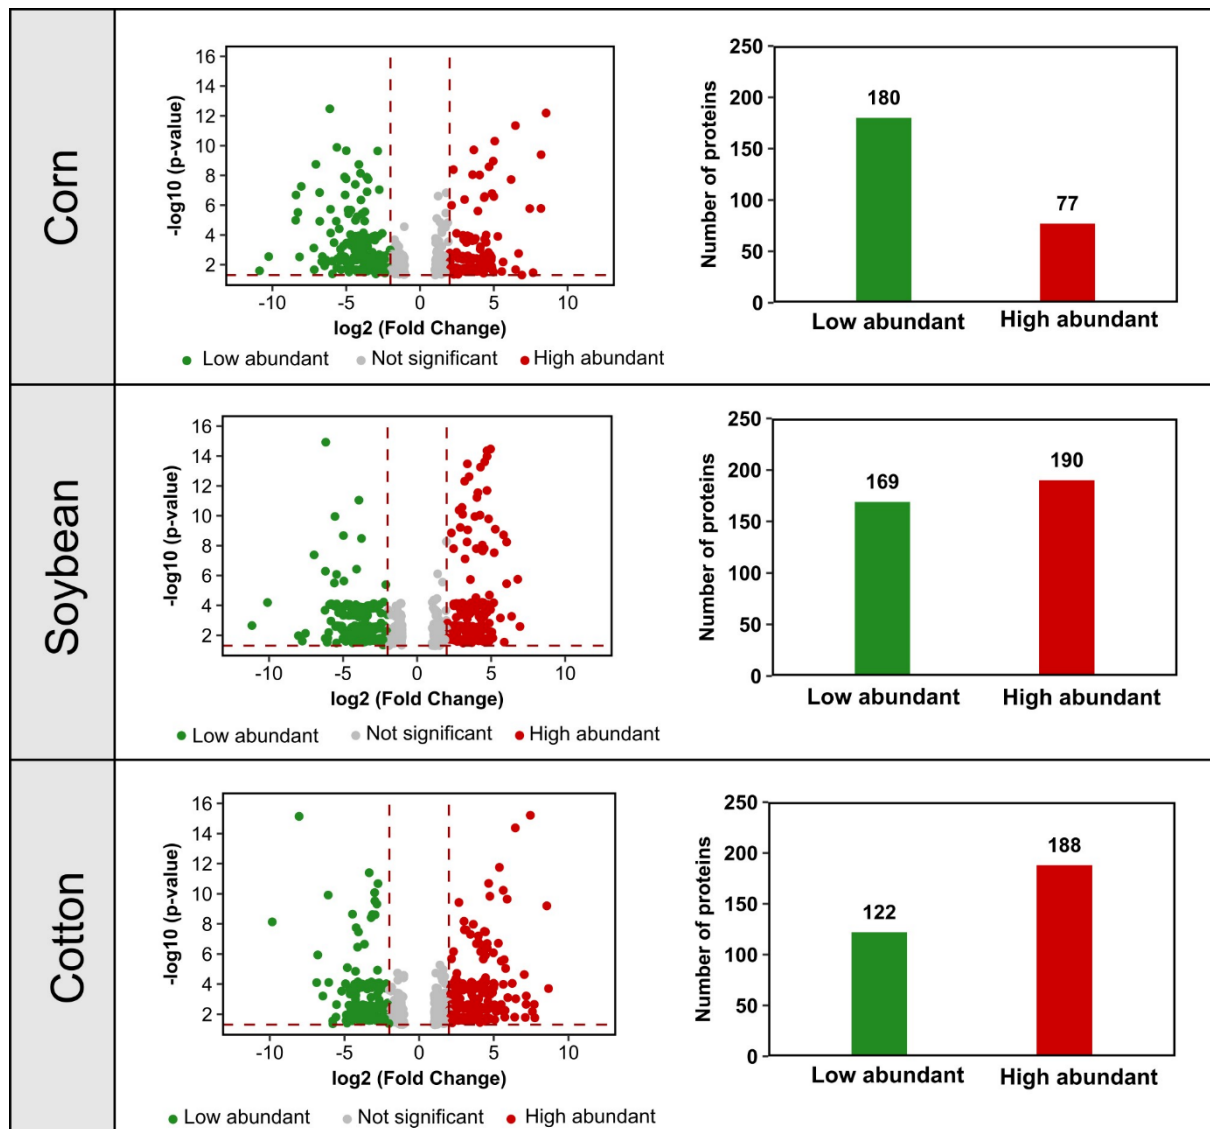 Corn
16
14
12
10
8
6
4
2
-log10 (p-value)
-10 -5 0 5 10
log2 (Fold Change)
Low abundant Not significant High abundant
250
200
150
100
50
0
Number of proteins
180
77
Low abundant High abundant
Soybean
16
14
12
10
8
6
4
2
-log10 (p-value)
-10 -5 0 5 10
log2 (Fold Change)
Low abundant Not significant High abundant
250
200
150
100
50
0
Number of proteins
169
190
Low abundant High abundant
Cotton
16
14
12
10
8
6
4
2
-log10 (p-value)
-10 -5 0 5 10
log2 (Fold Change)
Low abundant Not significant High abundant
250
200
150
100
50
0
Number of proteins
122
188
Low abundant High abundant